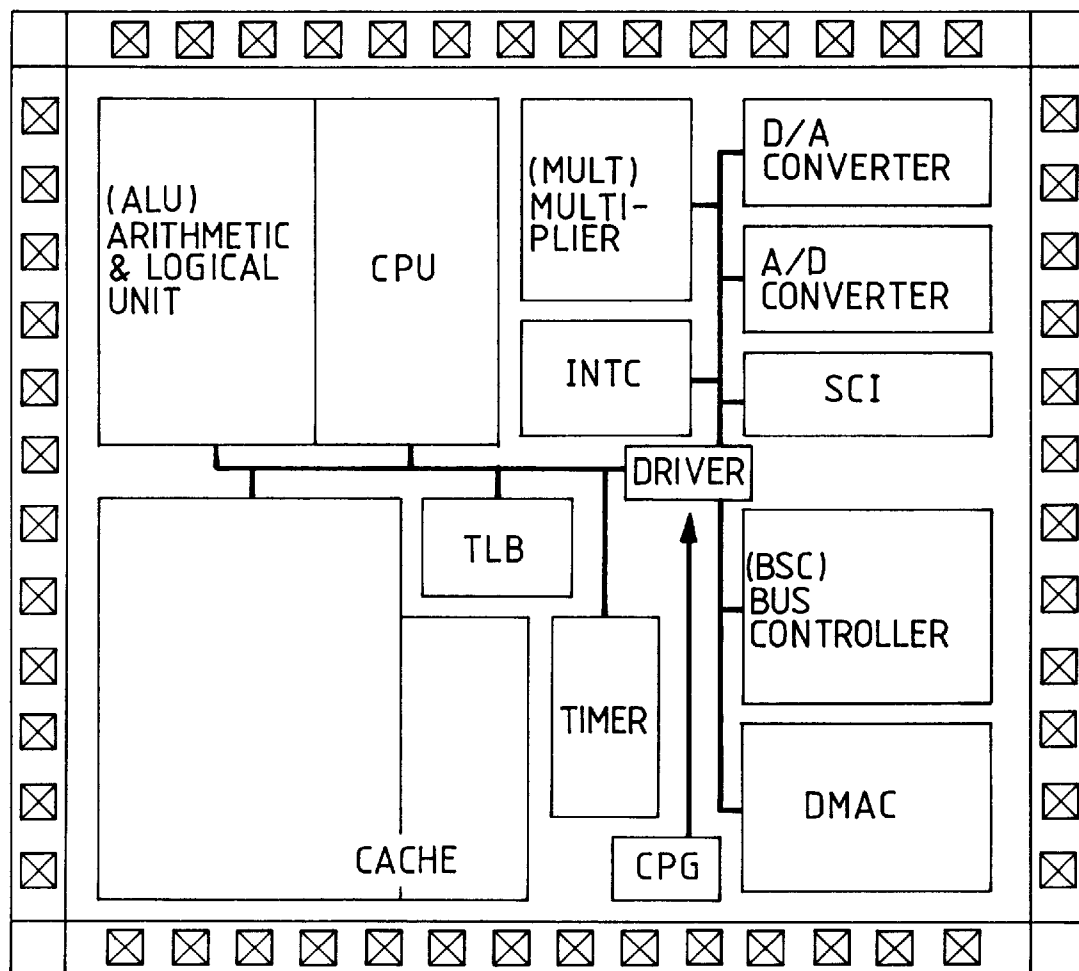 (ALU)
ARITHMETIC
& LOGICAL
UNIT
CPU
(MULT)
MULTI-
PLIER
D/A
CONVERTER
A/D
CONVERTER
INTC
SCI
DRIVER
TLB
(BSC)
BUS
CONTROLLER
TIMER
DMAC
CACHE
CPG